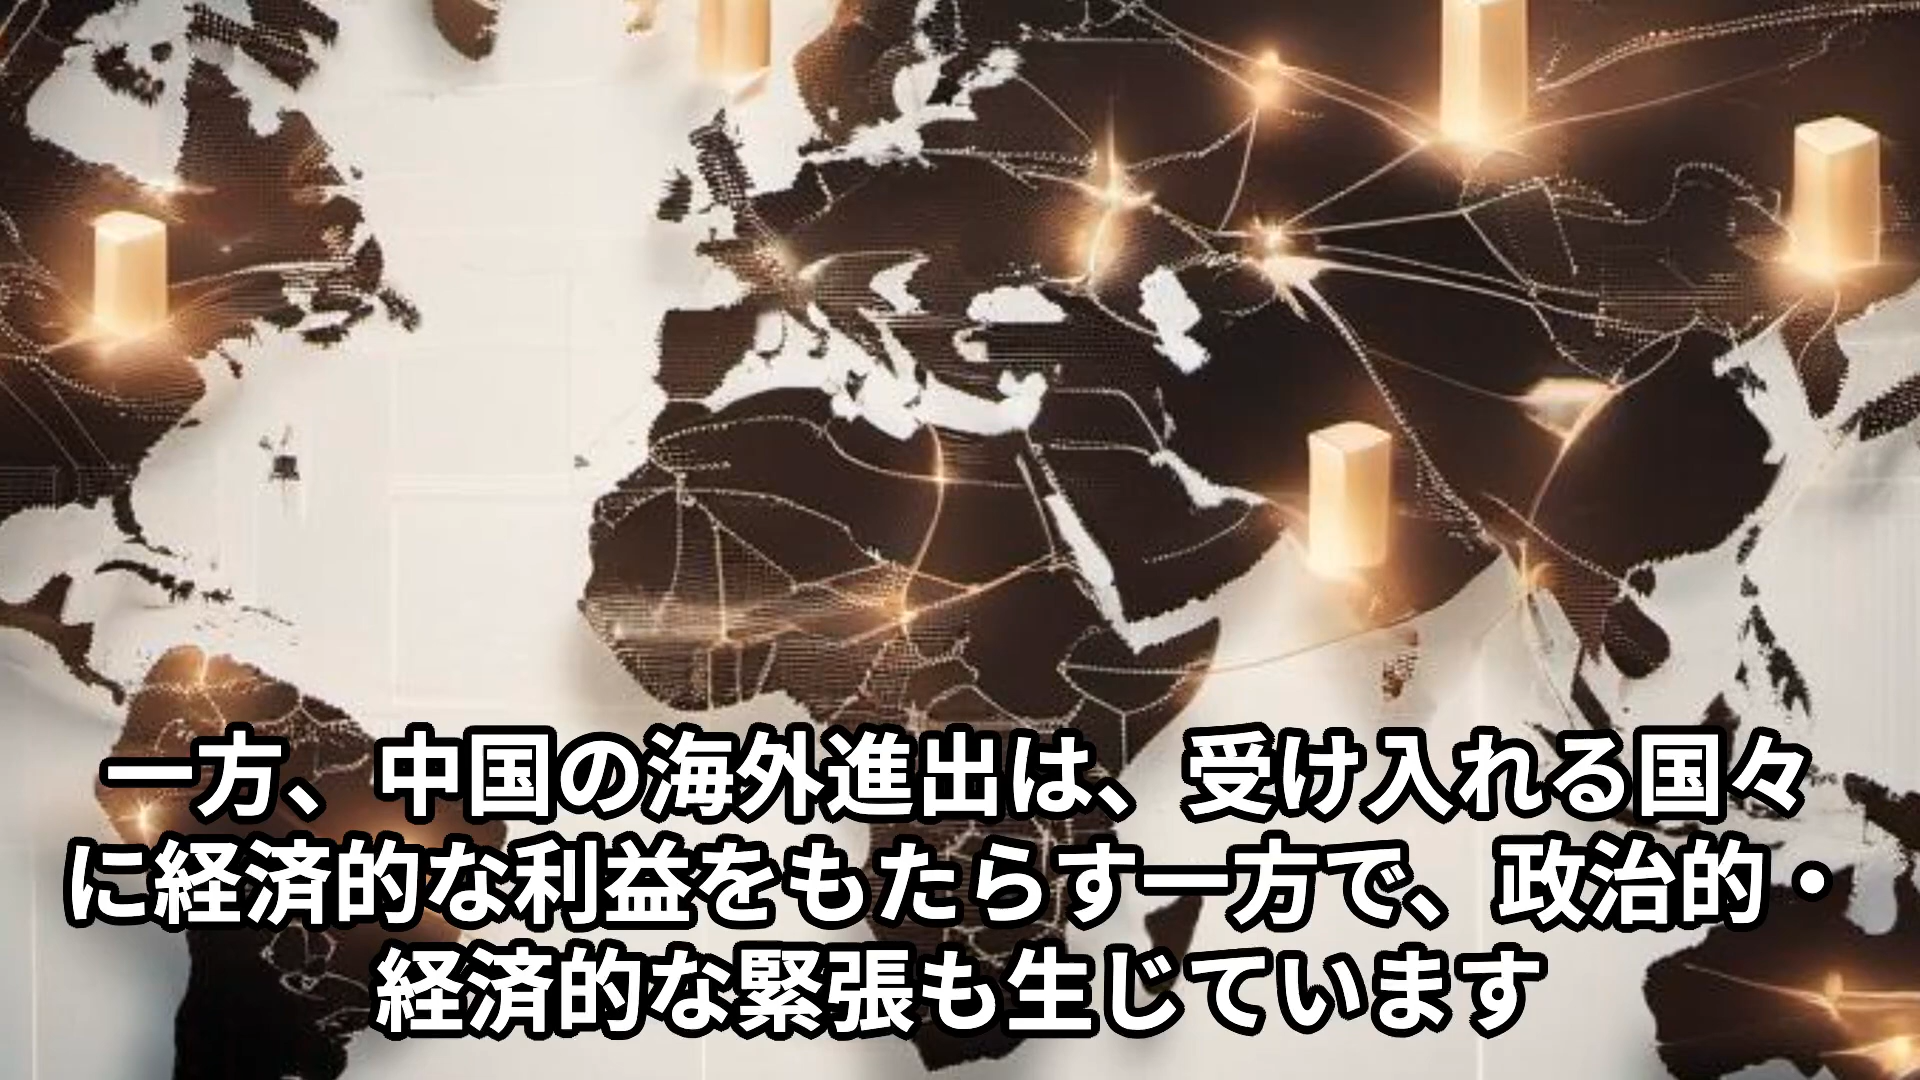 一方、中国の海外進出は、受け入れる国々
に経済的な利益をもたらす一方で、政治的・
経済的な緊張も生じています